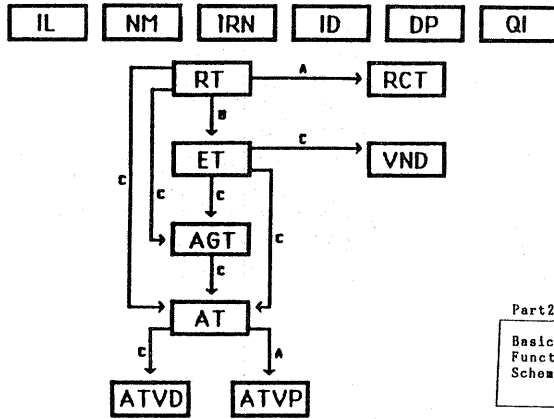 IL NM IRN ID DP QI
RT A RCT
B
ET C VND
C C C C
AGT
C
AT
C A
ATVD ATVP
Part2
Basic
Funct
Schem